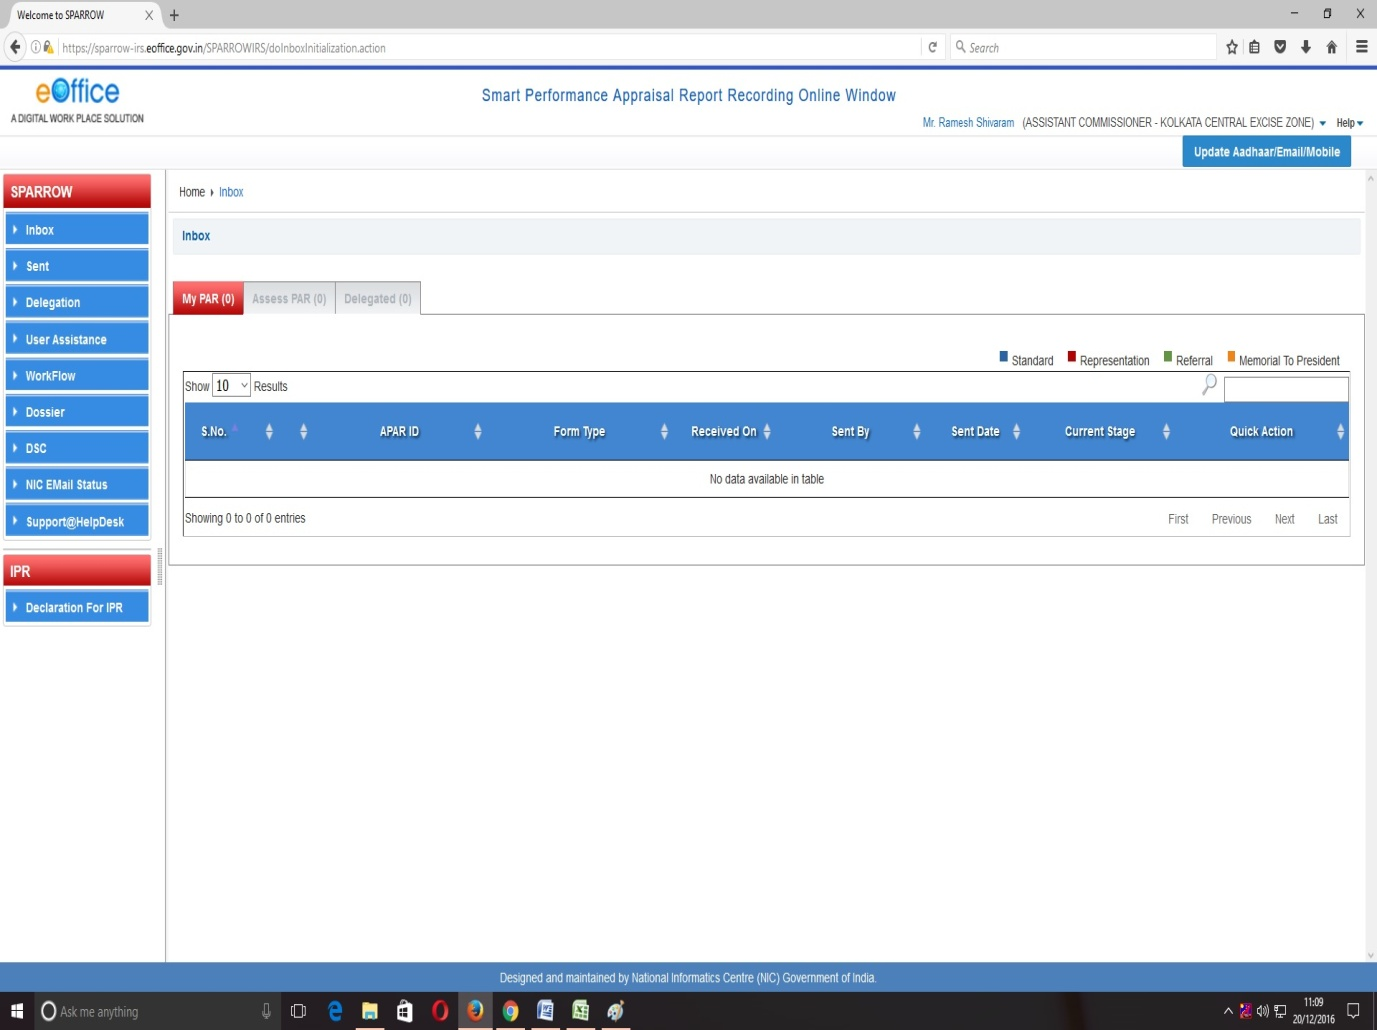 Welcome to SPARROW
https://sparrow-irs.eoffice.gov.in/SPARROWIRS/doInboxInitialization.action
Search
eOffice
A DIGITAL WORK PLACE SOLUTION
Smart Performance Appraisal Report Recording Online Window
Mr. Ramesh Shivaram (ASSISTANT COMMISSIONER - KOLKATA CENTRAL EXCISE ZONE) Help
Update Aadhaar/Email/Mobile
SPARROW
Inbox
Sent
Delegation
User Assistance
WorkFlow
Dossier
DSC
NIC EMail Status
Support@HelpDesk
IPR
Declaration For IPR
Home Inbox
Inbox
My PAR (0) Assess PAR (0) Delegated (0)
Standard Representation Referral Memorial To President
Show 10 Results
S.No. APAR ID Form Type Received On Sent By Sent Date Current Stage Quick Action
No data available in table
Showing 0 to 0 of 0 entries First Previous Next Last
Designed and maintained by National Informatics Centre (NIC) Government of India.
Ask me anything
11:09
20/12/2016